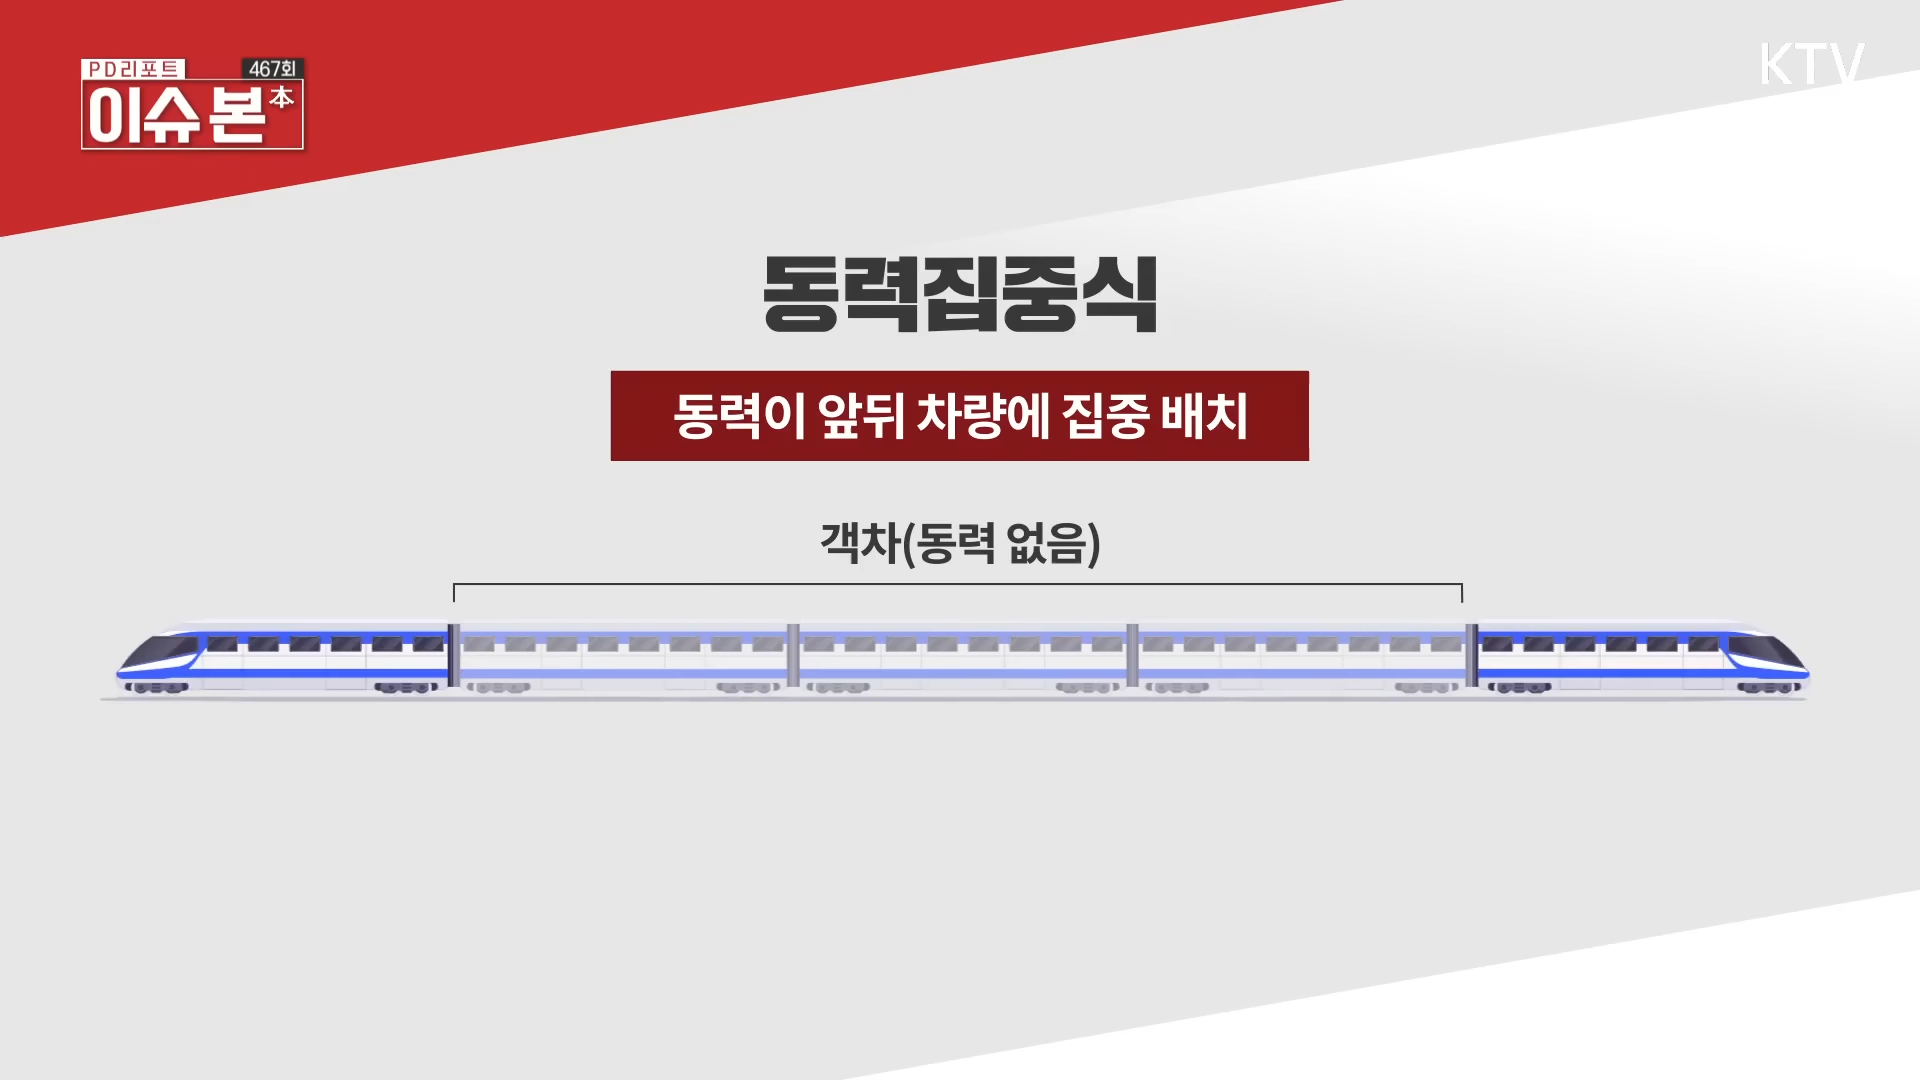 PD리포트
467회
이슈 본本
KTV
동력집중식
동력이 앞뒤 차량에 집중 배치
객차(동력 없음)